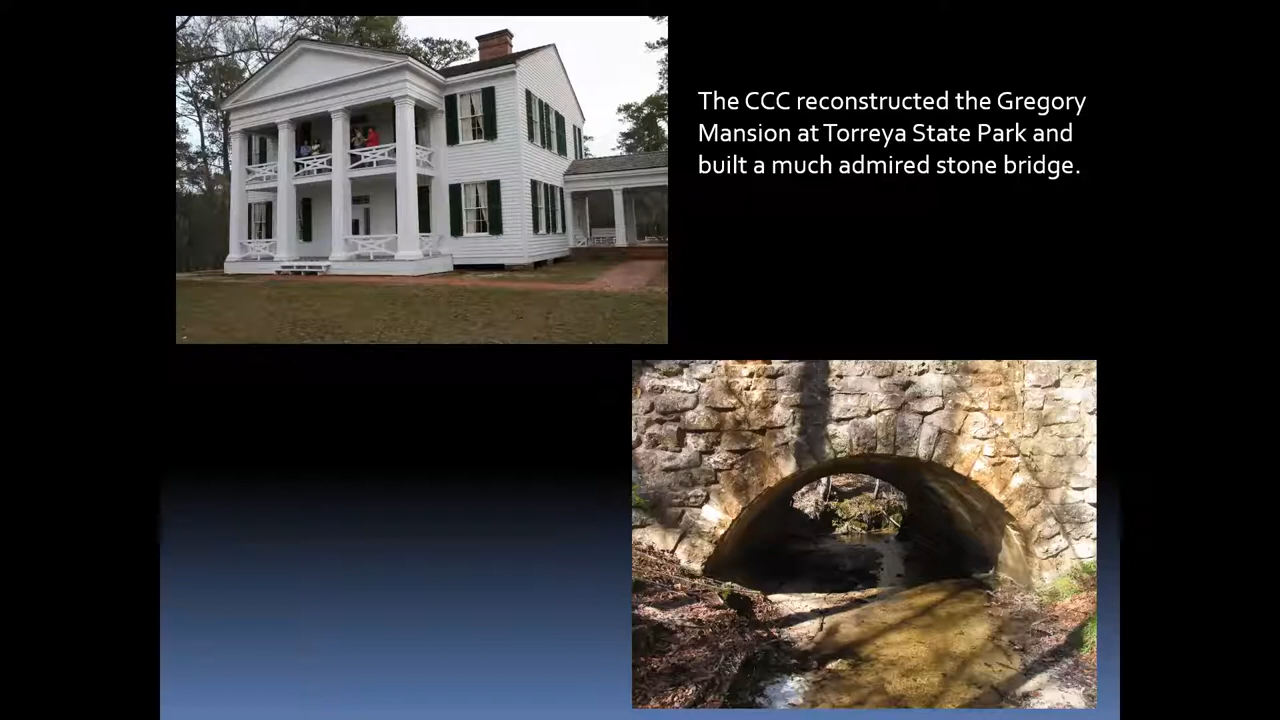 The CCC reconstructed the Gregory
Mansion at Torreya State Park and
built a much admired stone bridge.